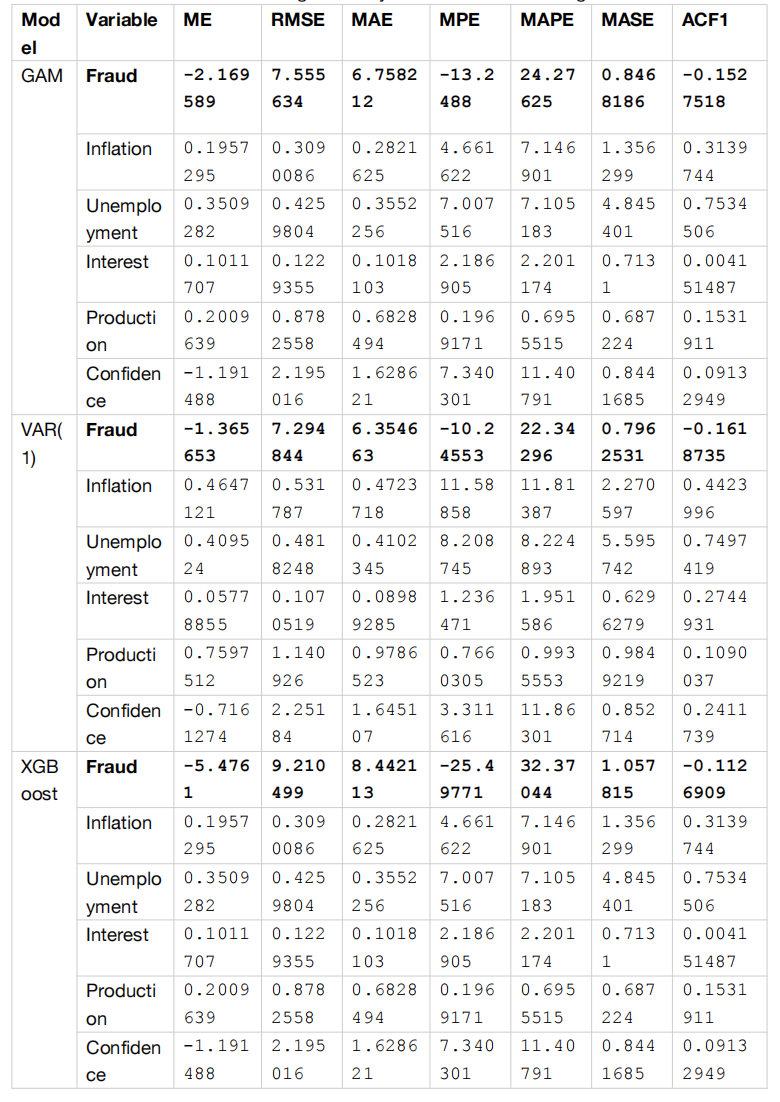 Mod Variable ME RMSE MAE MPE MAPE MASE ACF1
el
GAM Fraud -2.169 7.555 6.7582 -13.2 24.27 0.846 -0.152
589 634 12 488 625 8186 7518
Inflation 0.1957 0.309 0.2821 4.661 7.146 1.356 0.3139
295 0086 625 622 901 299 744
Unemplo 0.3509 0.425 0.3552 7.007 7.105 4.845 0.7534
yment 282 9804 256 516 183 401 506
Interest 0.1011 0.122 0.1018 2.186 2.201 0.713 0.0041
707 9355 103 905 174 1 51487
Producti 0.2009 0.878 0.6828 0.196 0.695 0.687 0.1531
on 639 2558 494 9171 5515 224 911
Confiden -1.191 2.195 1.6286 7.340 11.40 0.844 0.0913
ce 488 016 21 301 791 1685 2949
VAR( Fraud -1.365 7.294 6.3546 -10.2 22.34 0.796 -0.161
1) 653 844 63 4553 296 2531 8735
Inflation 0.4647 0.531 0.4723 11.58 11.81 2.270 0.4423
121 787 718 858 387 597 996
Unemplo 0.4095 0.481 0.4102 8.208 8.224 5.595 0.7497
yment 24 8248 345 745 893 742 419
Interest 0.0577 0.107 0.0898 1.236 1.951 0.629 0.2744
8855 0519 9285 471 586 6279 931
Producti 0.7597 1.140 0.9786 0.766 0.993 0.984 0.1090
on 512 926 523 0305 5553 9219 037
Confiden -0.716 2.251 1.6451 3.311 11.86 0.852 0.2411
ce 1274 84 07 616 301 714 739
XGB Fraud -5.476 9.210 8.4421 -25.4 32.37 1.057 -0.112
oost 1 499 13 9771 044 815 6909
Inflation 0.1957 0.309 0.2821 4.661 7.146 1.356 0.3139
295 0086 625 622 901 299 744
Unemplo 0.3509 0.425 0.3552 7.007 7.105 4.845 0.7534
yment 282 9804 256 516 183 401 506
Interest 0.1011 0.122 0.1018 2.186 2.201 0.713 0.0041
707 9355 103 905 174 1 51487
Producti 0.2009 0.878 0.6828 0.196 0.695 0.687 0.1531
on 639 2558 494 9171 5515 224 911
Confiden -1.191 2.195 1.6286 7.340 11.40 0.844 0.0913
ce 488 016 21 301 791 1685 2949